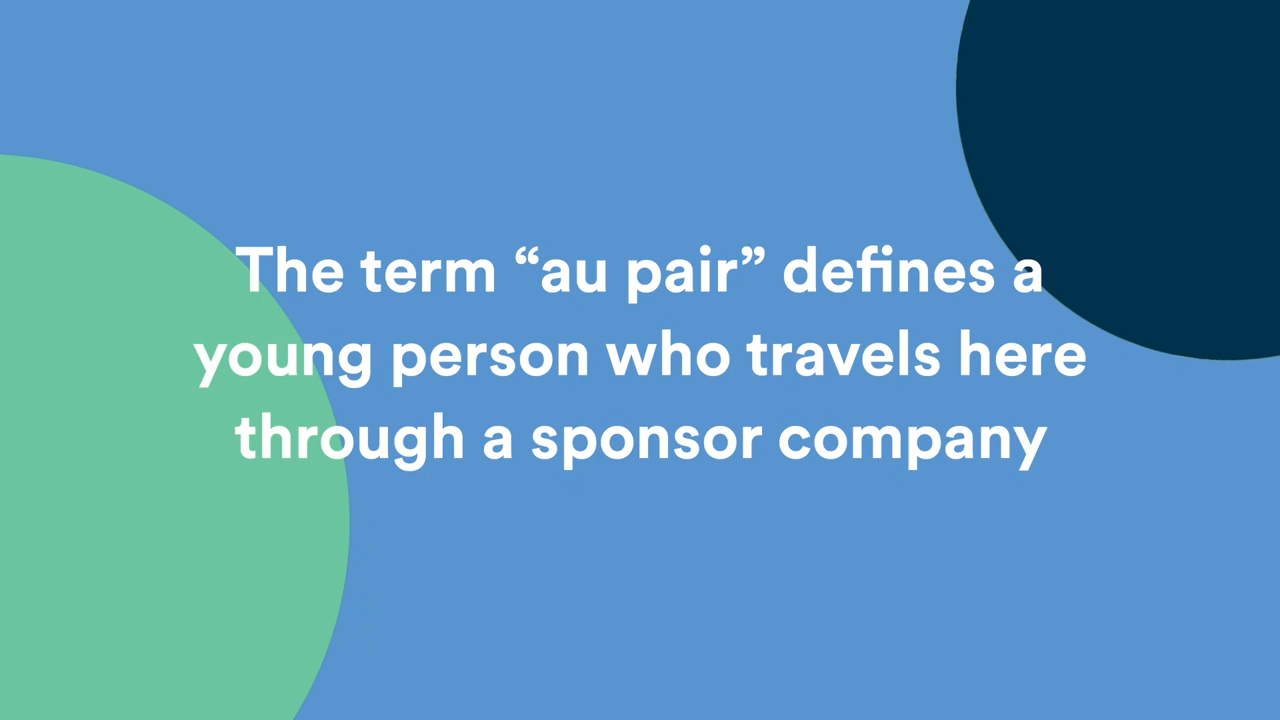 The term “au pair” defines a
young person who travels here
through a sponsor company